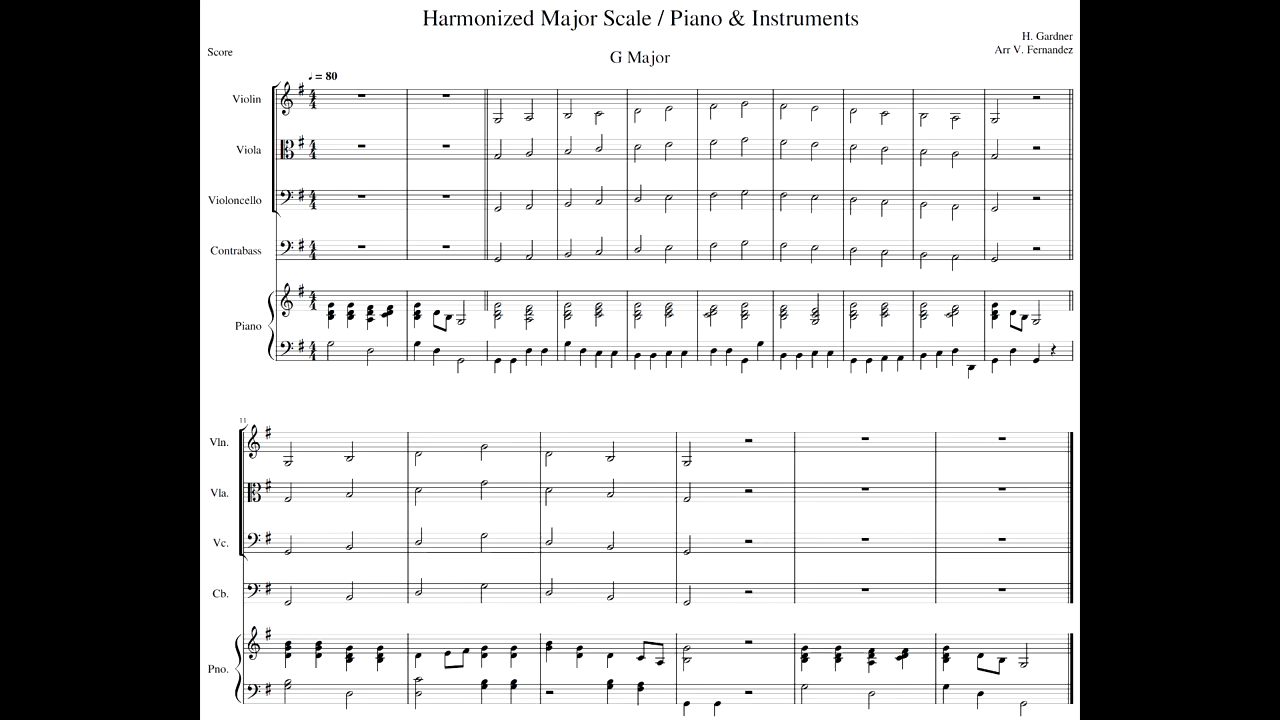 Harmonized Major Scale / Piano & Instruments
H. Gardner
Score
Arr V. Fernandez
G Major
♩ = 80
Violin
Viola
Violoncello
Contrabass
Piano
11
Vln.
Vla.
Vc.
Cb.
Pno.